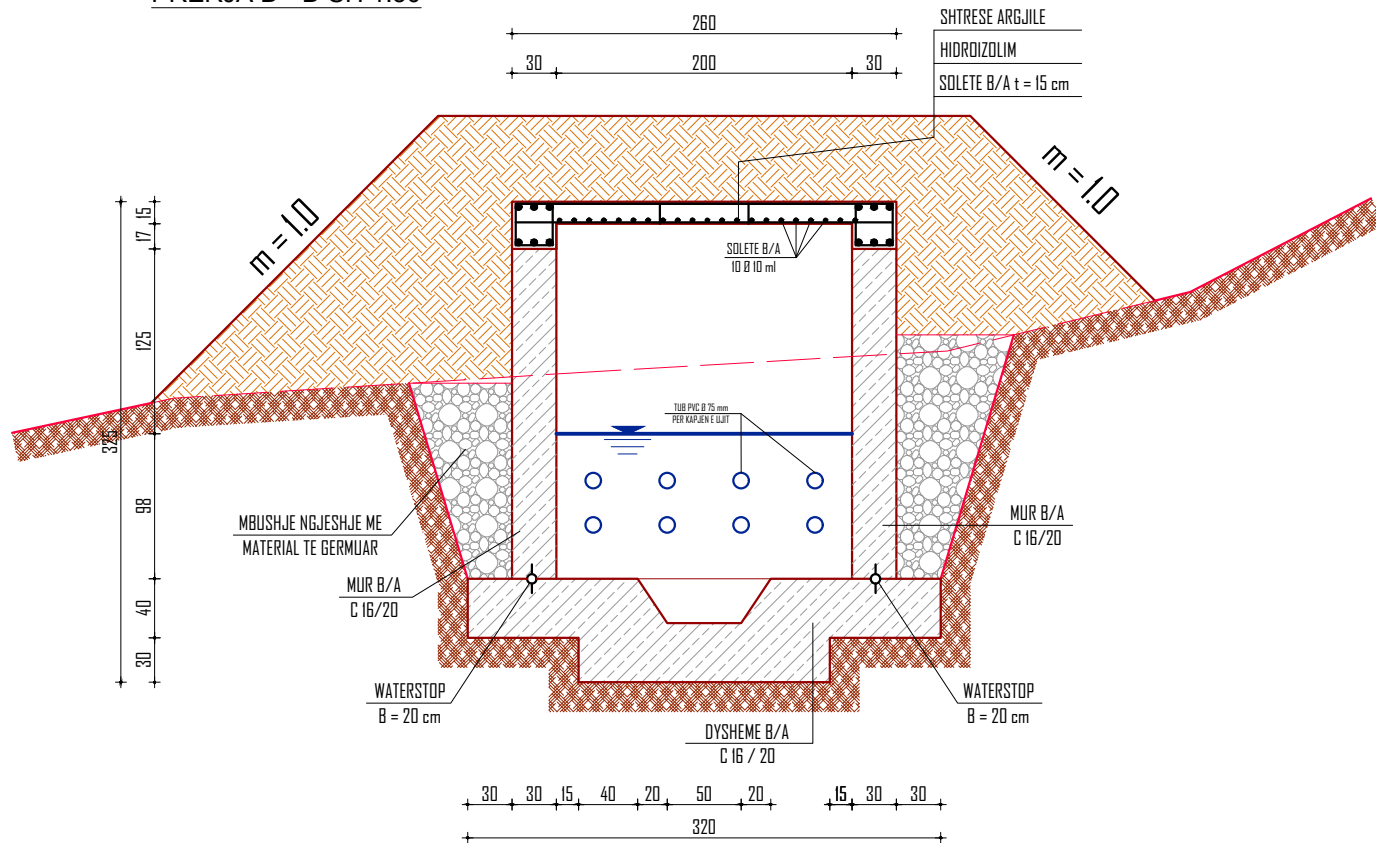 260
30 200 30
SHTRESE ARGJILE
HIDROIZOLIM
SOLETE B/A t = 15 cm
m = 1.0
m = 1.0
15
17
125
98
40
30
325
SOLETE B/A
10 Ø 10 ml
TUB PVC Ø 75 mm
PER KAPJEN E UJIT
MBUSHJE NGJESHJE ME
MATERIAL TE GERMUAR
MUR B/A
C 16/20
MUR B/A
C 16/20
WATERSTOP
B = 20 cm
WATERSTOP
B = 20 cm
DYSHEME B/A
C 16 / 20
30 30 15 40 20 50 20 15 30 30
320